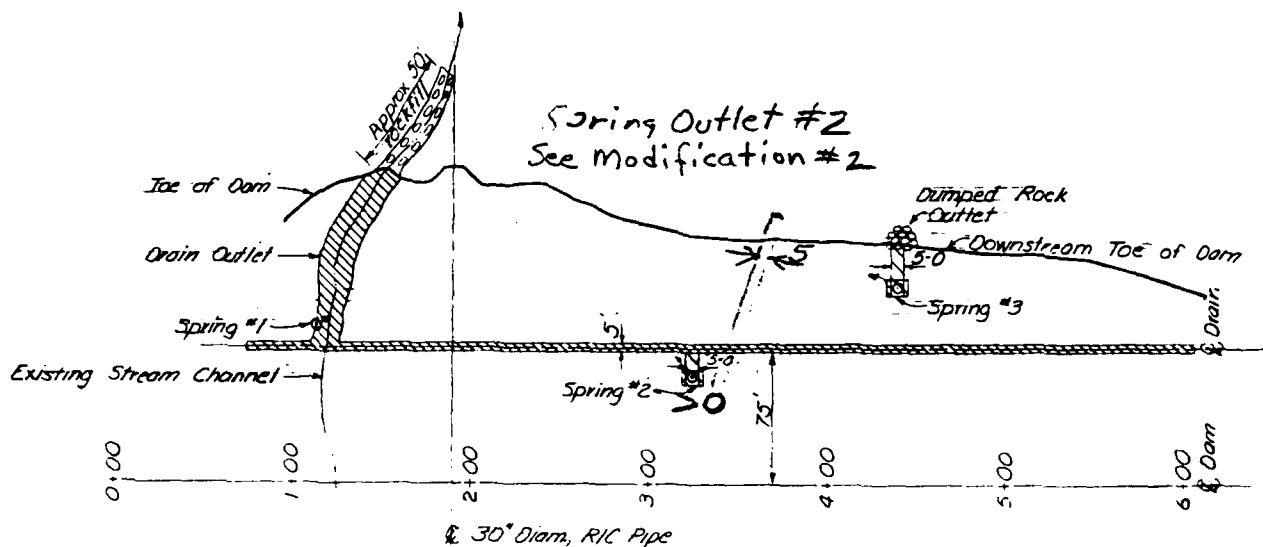 Approx 50'
rockfill
Spring Outlet #2
See Modification #2
Toe of Dam
Dumped Rock
Outlet
Drain Outlet
5
Downstream Toe of Dam
5-0
Spring #1
Spring #3
℄ Drain
5'
5-0
Existing Stream Channel
Spring #2
75'
0+00
1+00
2+00
3+00
4+00
5+00
6+00
℄ Dam
℄ 30" Diam, R/C Pipe